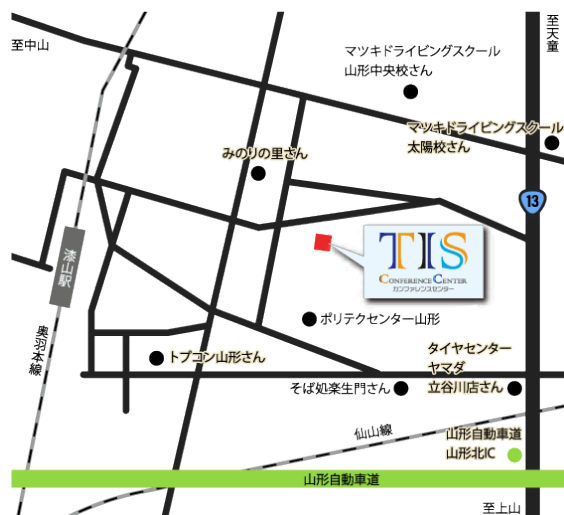 至中山
至天童
マツキドライビングスクール
山形中央校さん
マツキドライビングスクール
太陽校さん
みのりの里さん
13
漆山駅
TIS
CONFERENCE CENTER
カンファレンスセンター
奥羽本線
ポリテクセンター山形
トプコン山形さん
タイヤセンター
ヤマダ
立谷川店さん
そば処楽生門さん
仙山線
山形自動車道
山形北IC
山形自動車道
至上山